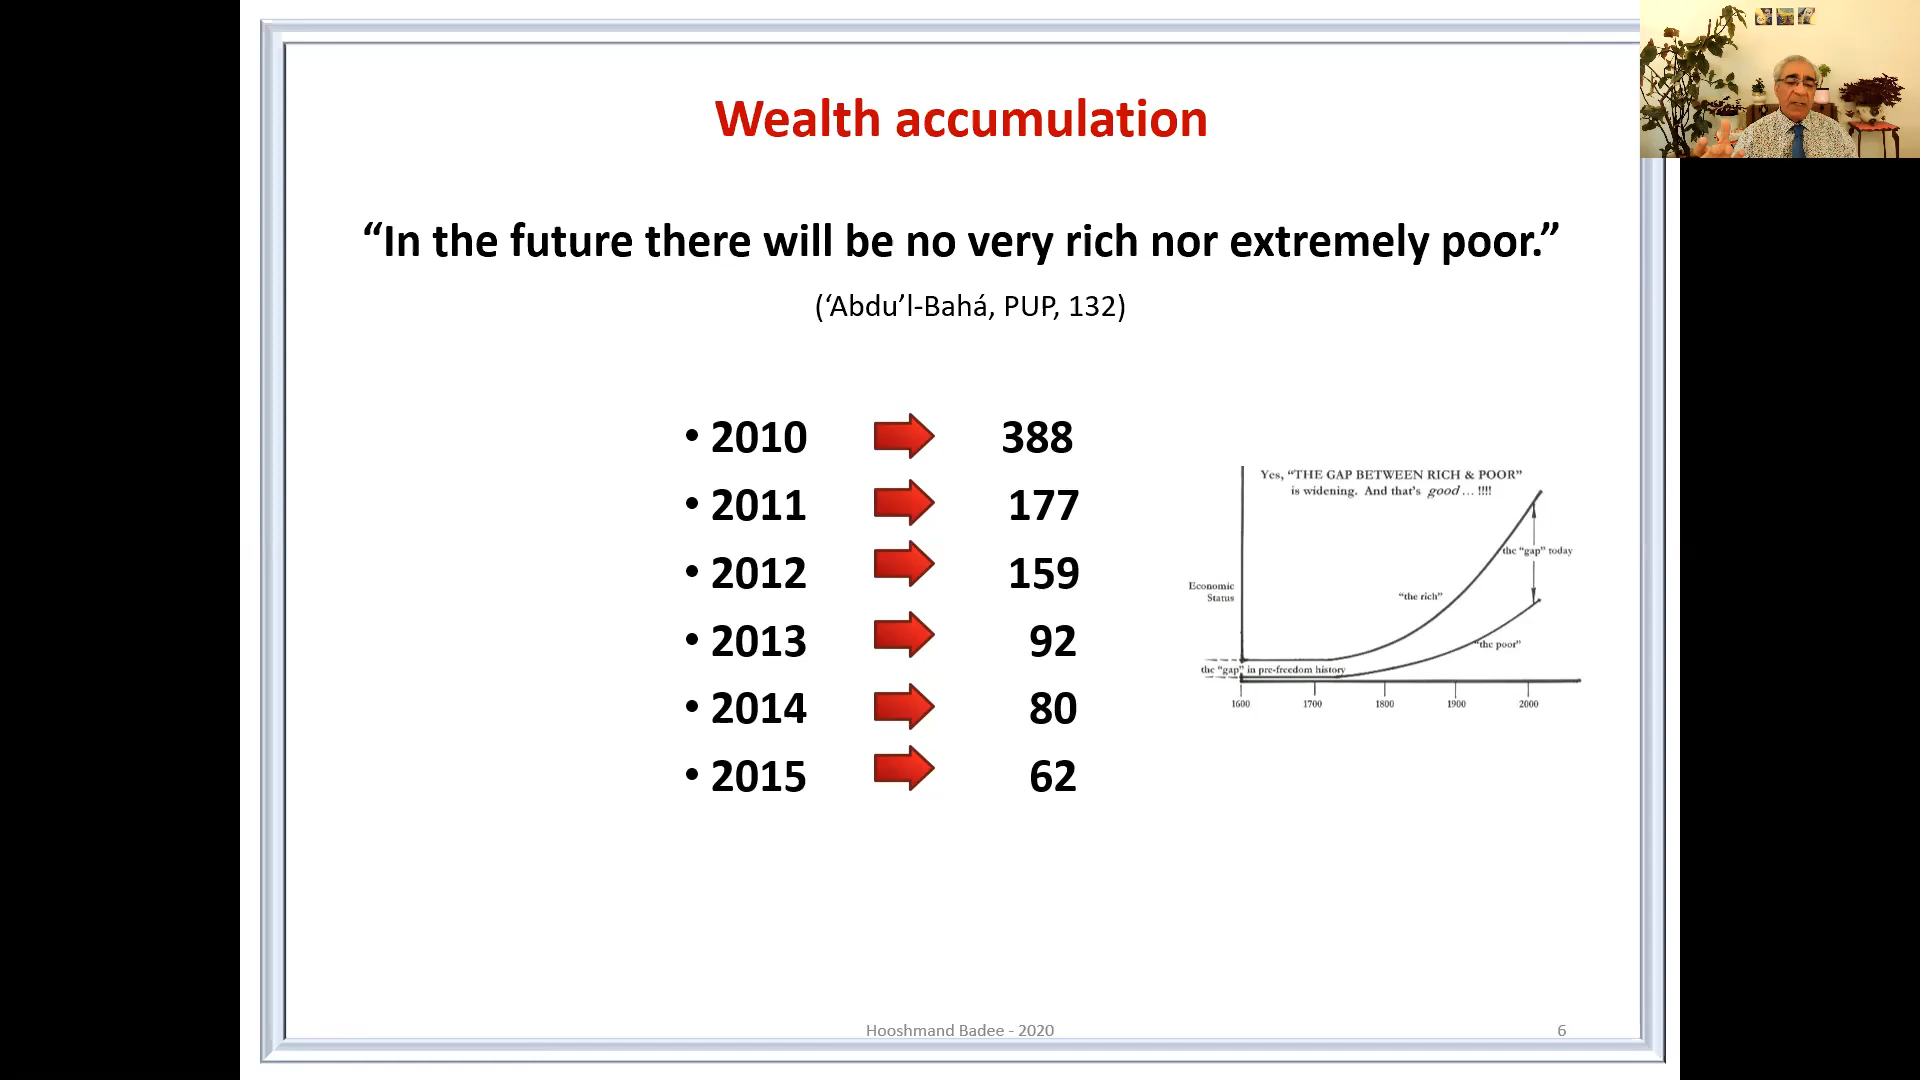 Wealth accumulation
“In the future there will be no very rich nor extremely poor.”
(‘Abdu’l-Bahá, PUP, 132)
• 2010 388
• 2011 177
• 2012 159
• 2013 92
• 2014 80
• 2015 62
Yes, “THE GAP BETWEEN RICH & POOR”
is widening. And that’s good ... !!!!
the “gap” today
Economic
Status
“the rich”
“the poor”
the “gap” in pre-freedom history
1600 1700 1800 1900 2000
Hooshmand Badee - 2020
6